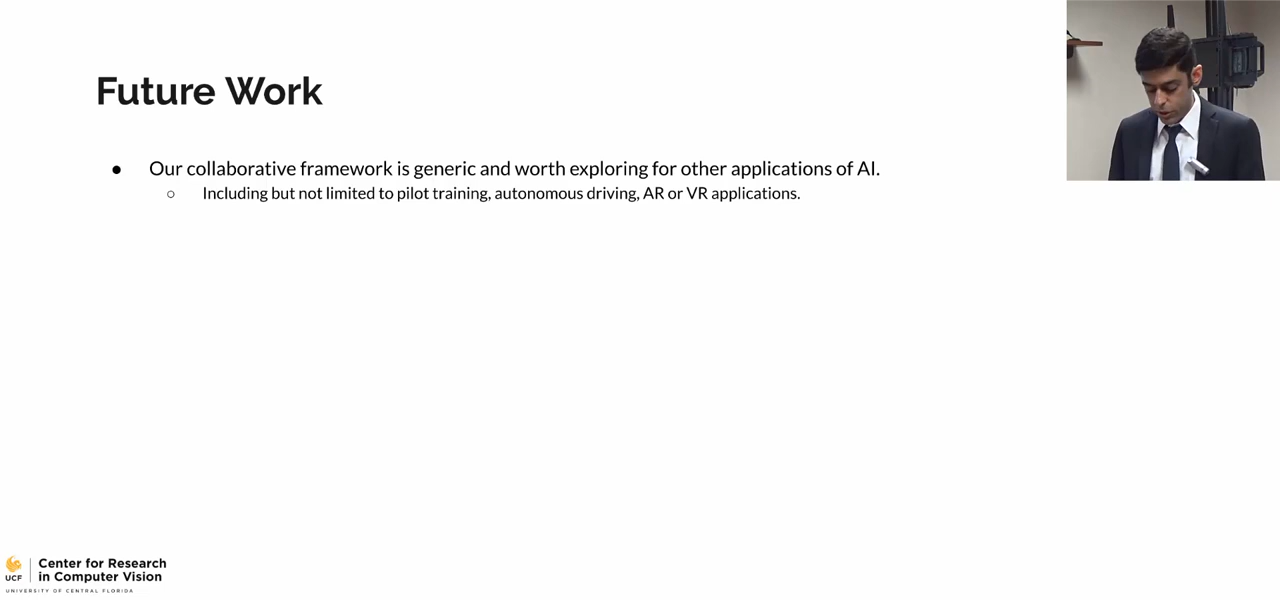 Future Work
● Our collaborative framework is generic and worth exploring for other applications of AI.
○ Including but not limited to pilot training, autonomous driving, AR or VR applications.
UCF
Center for Research
in Computer Vision
UNIVERSITY OF CENTRAL FLORIDA